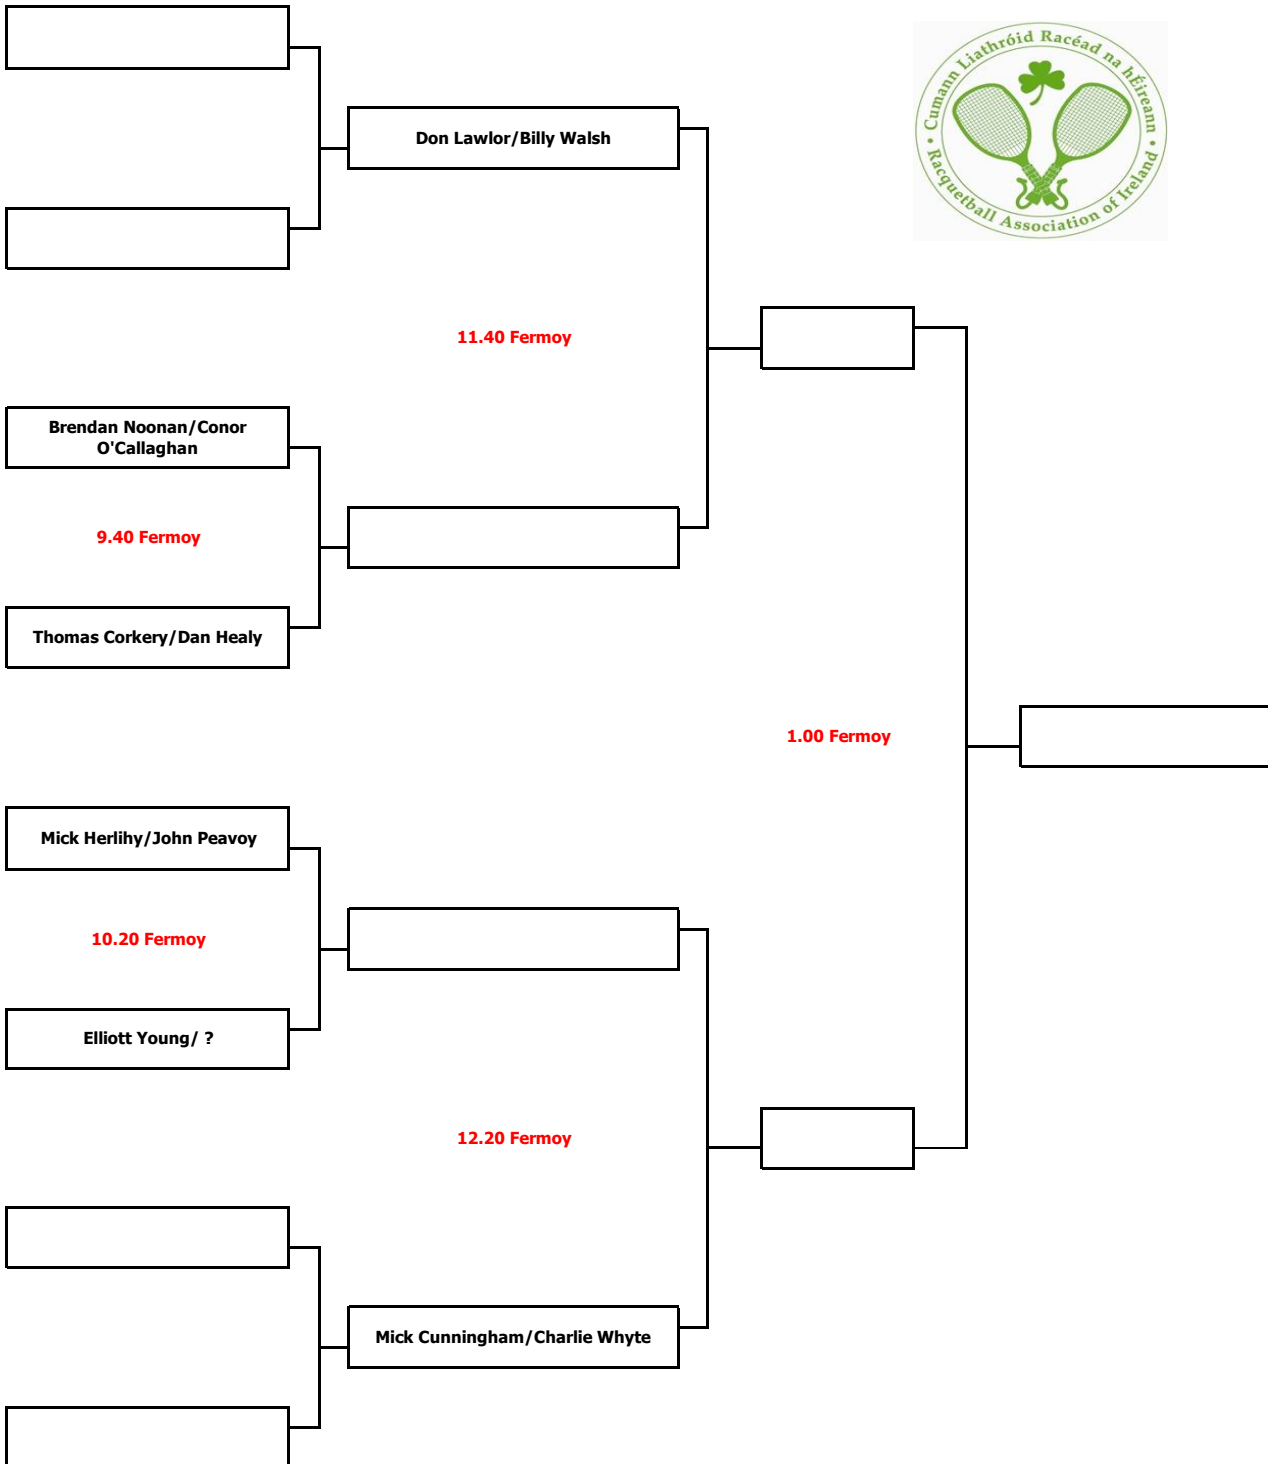 • Cumann Liathróid Racéad na hÉireann •
Racquetball Association of Ireland
Don Lawlor/Billy Walsh
11.40 Fermoy
Brendan Noonan/Conor
O'Callaghan
9.40 Fermoy
Thomas Corkery/Dan Healy
1.00 Fermoy
Mick Herlihy/John Peavoy
10.20 Fermoy
Elliott Young/ ?
12.20 Fermoy
Mick Cunningham/Charlie Whyte